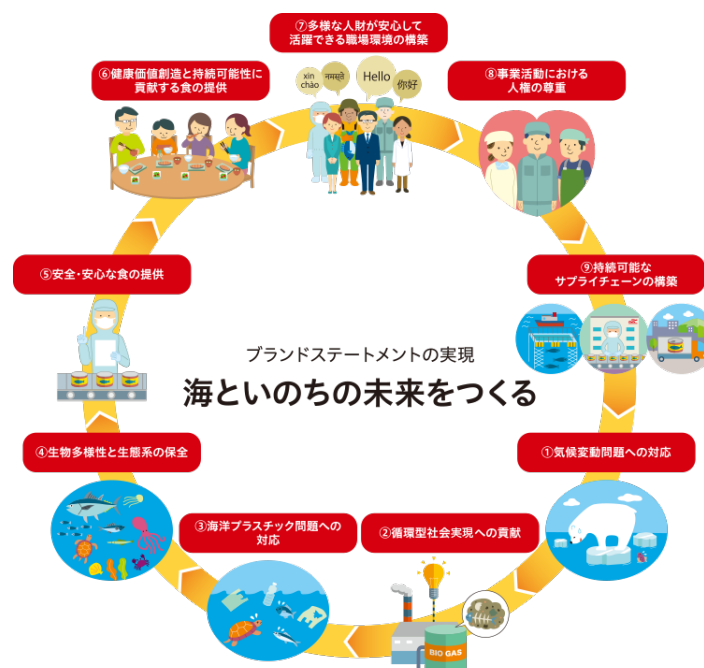 ⑦多様な人財が安心して
活躍できる職場環境の構築
xin
chào
नमस्ते
Hello
你好
⑥健康価値創造と持続可能性に
貢献する食の提供
⑧事業活動における
人権の尊重
⑤安全・安心な食の提供
⑨持続可能な
サプライチェーンの構築
ブランドステートメントの実現
海といのちの未来をつくる
④生物多様性と生態系の保全
①気候変動問題への対応
③海洋プラスチック問題への
対応
②循環型社会実現への貢献
BIO GAS